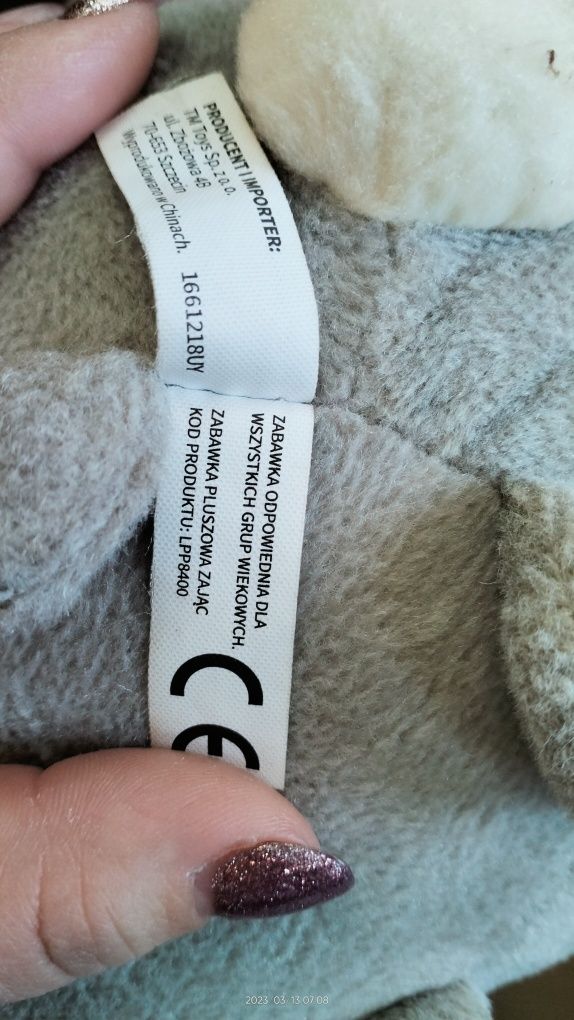 PRODUCENT I IMPORTER:
TM Toys Sp. z o.o.
ul. Zbożowa 4B
70-653 Szczecin
Wyprodukowano w Chinach.
1661218UY
ZABAWKA ODPOWIEDNIA DLA
WSZYSTKICH GRUP WIEKOWYCH.
ZABAWKA PLUSZOWA ZAJĄC
KOD PRODUKTU: LPP8400
CE
2023 03 13 07:08